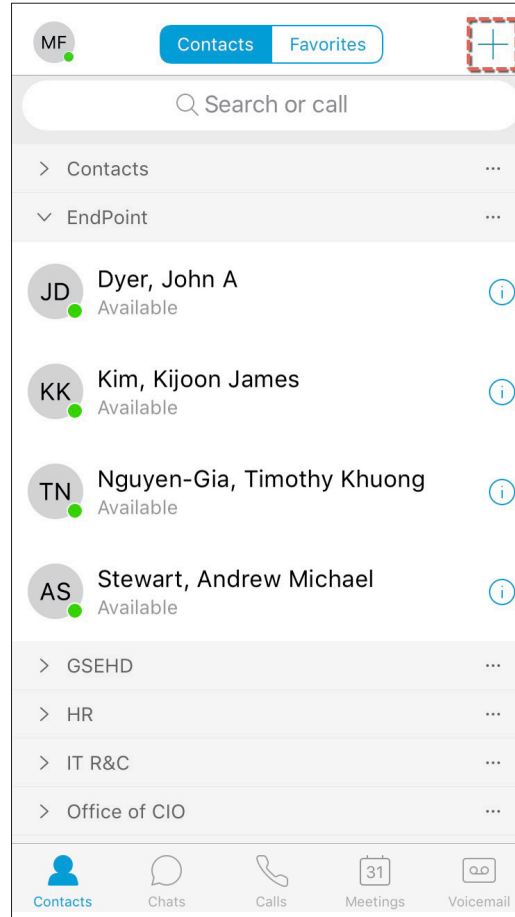 MF
Contacts Favorites
Search or call
Contacts ...
EndPoint ...
JD Dyer, John A
Available
KK Kim, Kijoon James
Available
TN Nguyen-Gia, Timothy Khuong
Available
AS Stewart, Andrew Michael
Available
GSEHD ...
HR ...
IT R&C ...
Office of CIO ...
31
Contacts Chats Calls Meetings Voicemail